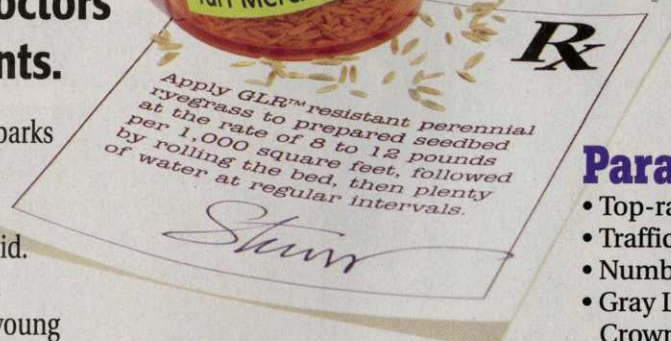 nts.
parks
id.
young
Rx
Apply GLR™ resistant perennial
ryegrass to prepared seedbed
at the rate of 8 to 12 pounds
per 1,000 square feet, followed
by rolling the bed, then plenty
of water at regular intervals.
Para
• Top-ra
• Traffic
• Numb
• Gray L
Crown